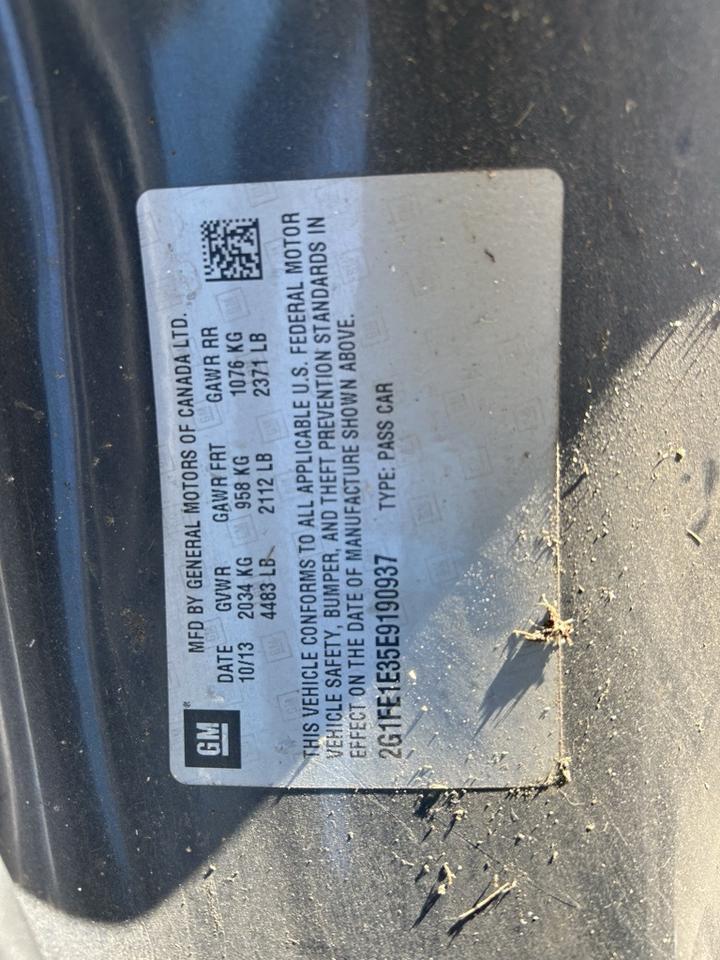 GM
MFD BY GENERAL MOTORS OF CANADA LTD.
DATE GVWR GAWR FRT GAWR RR
10/13 2034 KG 958 KG 1076 KG
4483 LB 2112 LB 2371 LB
THIS VEHICLE CONFORMS TO ALL APPLICABLE U.S. FEDERAL MOTOR
VEHICLE SAFETY, BUMPER, AND THEFT PREVENTION STANDARDS IN
EFFECT ON THE DATE OF MANUFACTURE SHOWN ABOVE.
2G1FE1E35E9190937 TYPE: PASS CAR